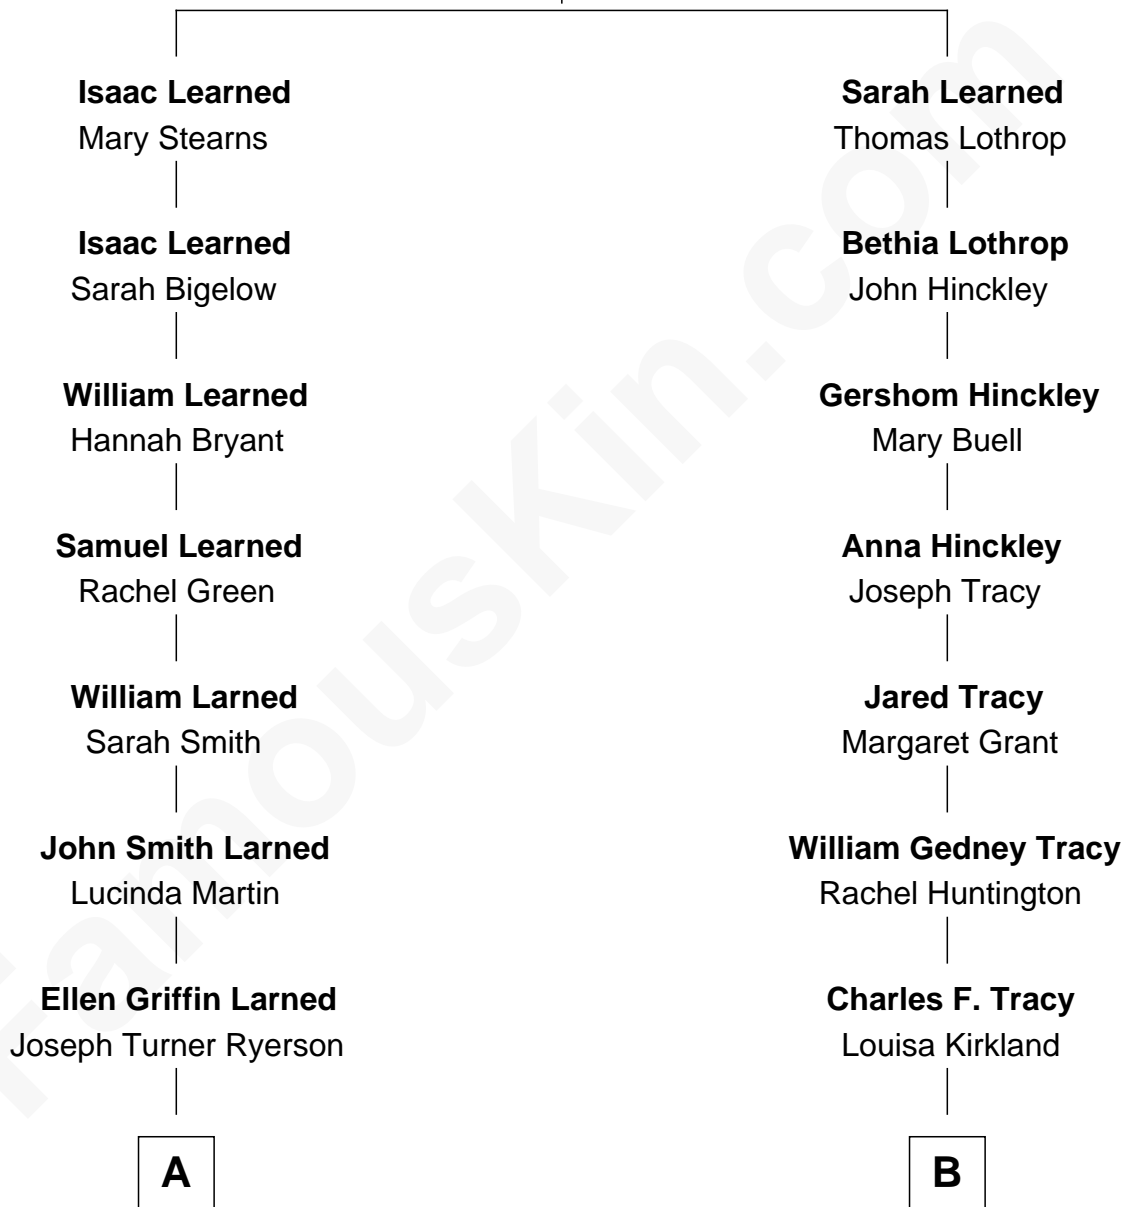 Isaac Learned
Mary Stearns
Sarah Learned
Thomas Lothrop
Isaac Learned
Sarah Bigelow
Bethia Lothrop
John Hinckley
William Learned
Hannah Bryant
Gershom Hinckley
Mary Buell
Samuel Learned
Rachel Green
Anna Hinckley
Joseph Tracy
William Larned
Sarah Smith
Jared Tracy
Margaret Grant
John Smith Larned
Lucinda Martin
William Gedney Tracy
Rachel Huntington
Ellen Griffin Larned
Joseph Turner Ryerson
Charles F. Tracy
Louisa Kirkland
A
B
FamousKin.com